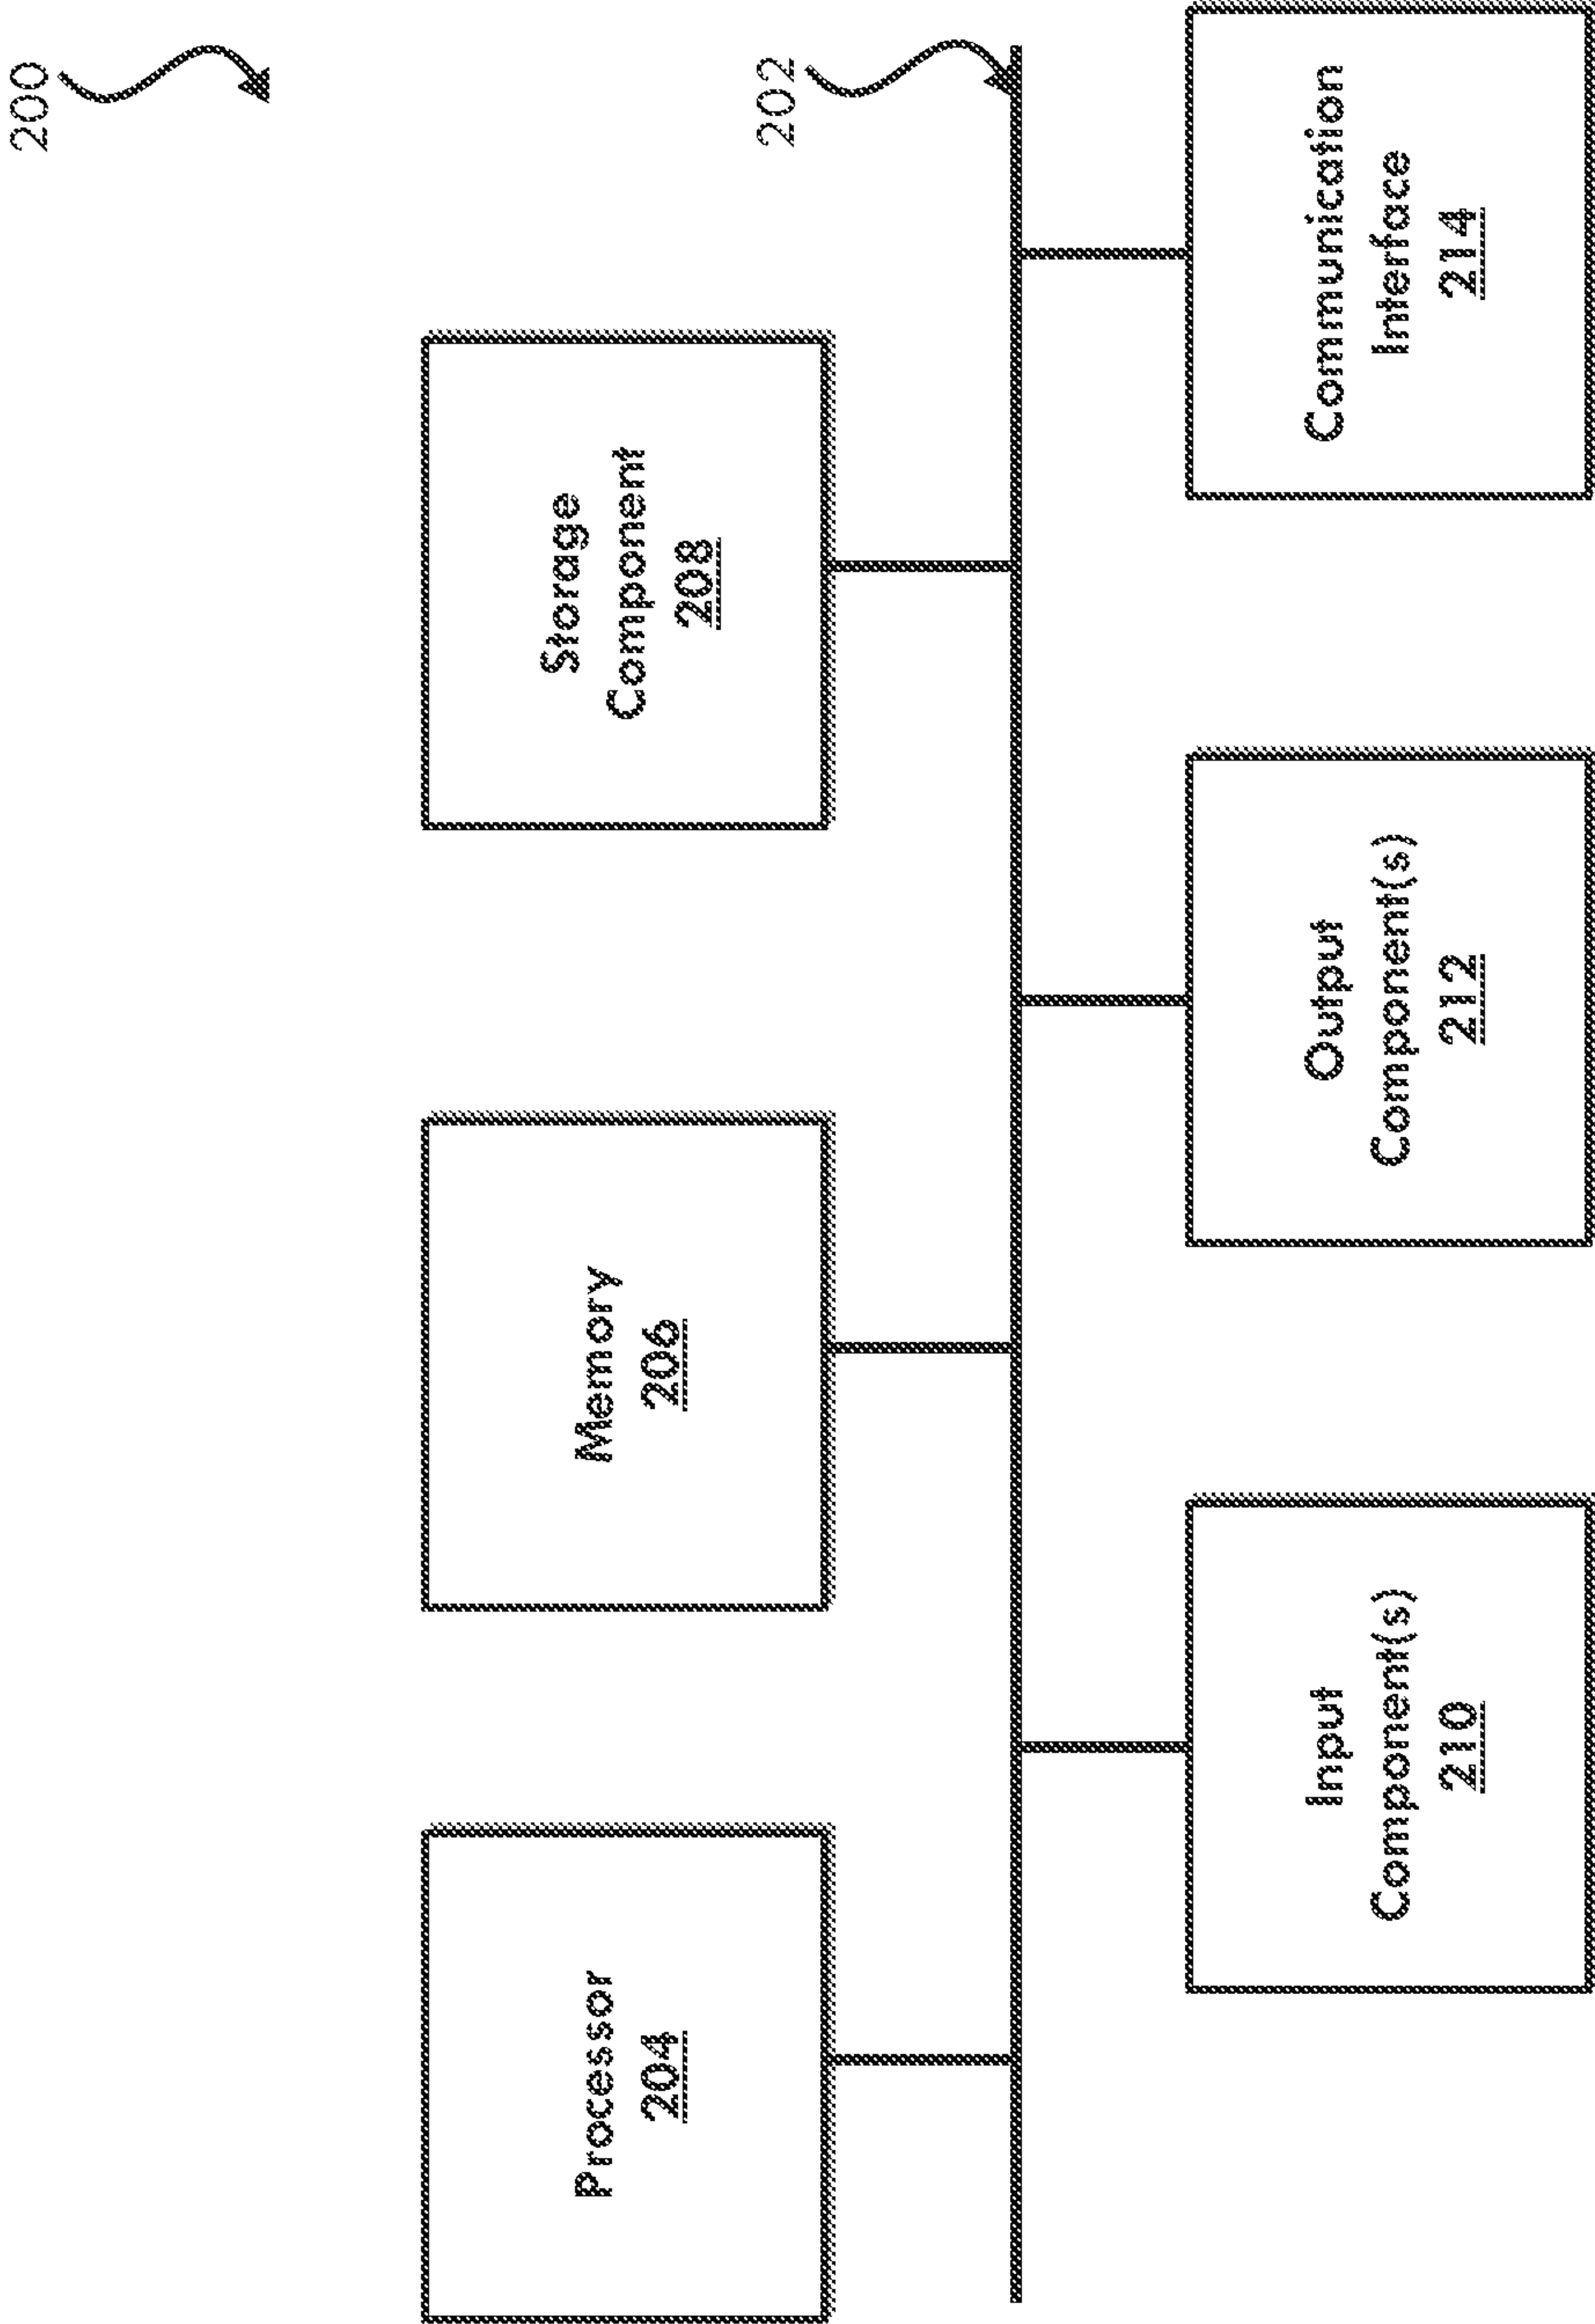 200
Processor
204
Memory
206
Storage
Component
208
202
Input
Component(s)
210
Output
Component(s)
212
Communication
Interface
214